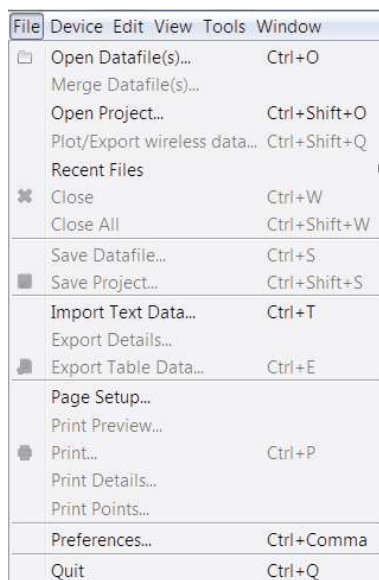 File Device Edit View Tools Window
Open Datafile(s)... Ctrl+O
Merge Datafile(s)...
Open Project... Ctrl+Shift+O
Plot/Export wireless data... Ctrl+Shift+Q
Recent Files
Close Ctrl+W
Close All Ctrl+Shift+W
Save Datafile... Ctrl+S
Save Project... Ctrl+Shift+S
Import Text Data... Ctrl+T
Export Details...
Export Table Data... Ctrl+E
Page Setup...
Print Preview...
Print... Ctrl+P
Print Details...
Print Points...
Preferences... Ctrl+Comma
Quit Ctrl+Q